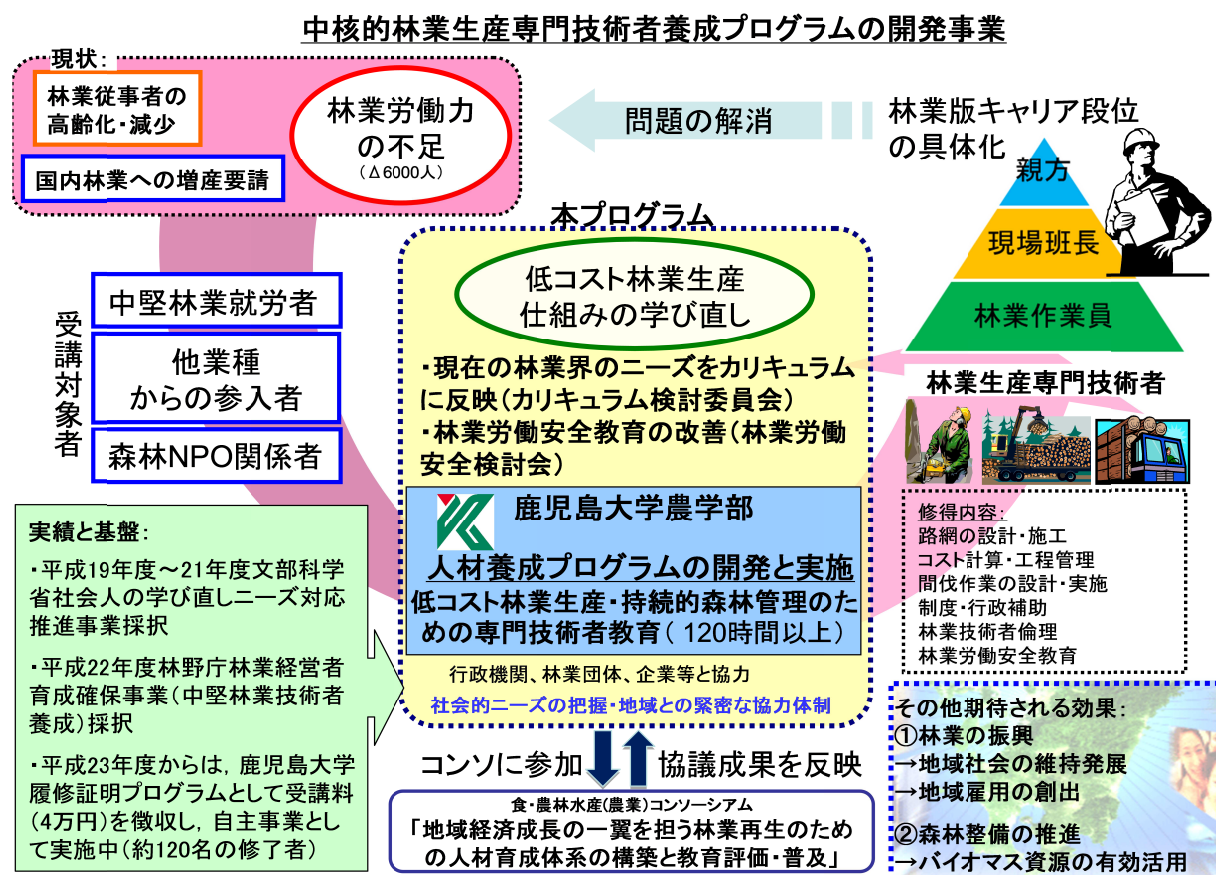 中核的林業生産専門技術者養成プログラムの開発事業
現状:
林業従事者の
高齢化・減少
国内林業への増産要請
林業労働力
の不足
(Δ6000人)
問題の解消
林業版キャリア段位
の具体化
親方
現場班長
林業作業員
受講対象者
中堅林業就労者
他業種
からの参入者
森林NPO関係者
本プログラム
低コスト林業生産
仕組みの学び直し
・現在の林業界のニーズをカリキュラム
に反映(カリキュラム検討委員会)
・林業労働安全教育の改善(林業労働
安全検討会)
鹿児島大学農学部
人材養成プログラムの開発と実施
低コスト林業生産・持続的森林管理のた
めの専門技術者教育( 120時間以上)
行政機関、林業団体、企業等と協力
社会的ニーズの把握・地域との緊密な協力体制
林業生産専門技術者
修得内容:
路網の設計・施工
コスト計算・工程管理
間伐作業の設計・実施
制度・行政補助
林業技術者倫理
林業労働安全教育
実績と基盤:
・平成19年度～21年度文部科学
省社会人の学び直しニーズ対応
推進事業採択
・平成22年度林野庁林業経営者
育成確保事業(中堅林業技術者
養成)採択
・平成23年度からは, 鹿児島大学
履修証明プログラムとして受講料
(4万円)を徴収し, 自主事業とし
て実施中(約120名の修了者)
コンソに参加
協議成果を反映
食・農林水産(農業)コンソーシアム
「地域経済成長の一翼を担う林業再生のため
の人材育成体系の構築と教育評価・普及」
その他期待される効果:
①林業の振興
→地域社会の維持発展
→地域雇用の創出
②森林整備の推進
→バイオマス資源の有効活用